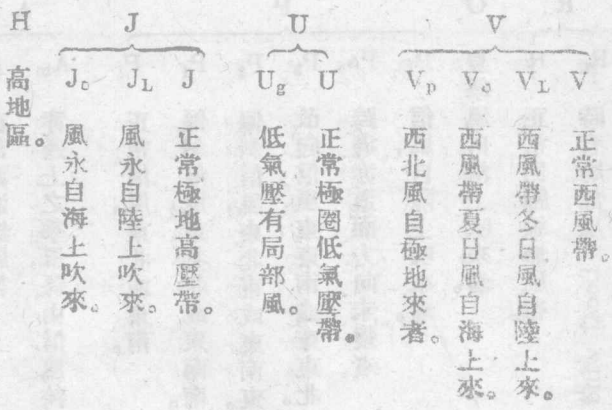 V
V 正常西風帶。
V_L 西風帶冬日風自陸上來。
V_o 西風帶夏日風自海上來。
V_p 西北風自極地來者。
U
U 正常極圈低氣壓帶。
U_g 低氣壓有局部風。
J
J 正常極地高壓帶。
J_L 風永自陸上吹來。
J_o 風永自海上吹來。
H 高地區。